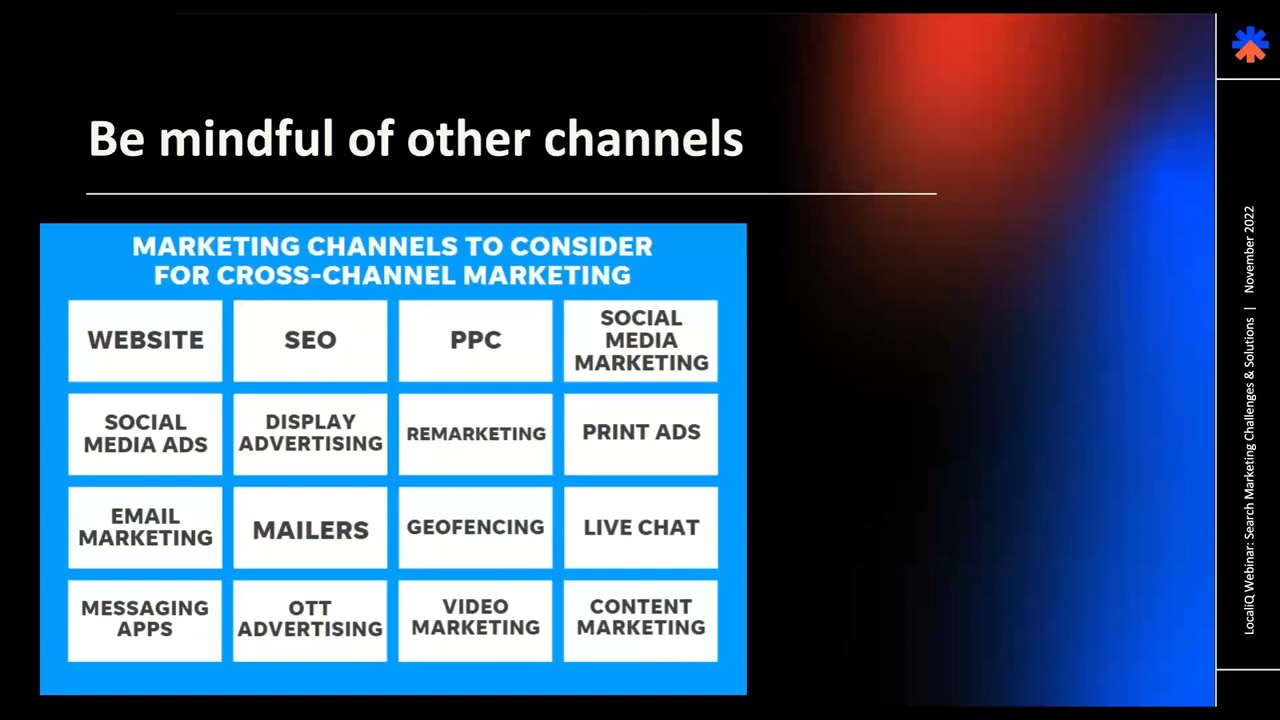 Be mindful of other channels
MARKETING CHANNELS TO CONSIDER
FOR CROSS-CHANNEL MARKETING
WEBSITE
SEO
PPC
SOCIAL
MEDIA
MARKETING
SOCIAL
MEDIA ADS
DISPLAY
ADVERTISING
REMARKETING
PRINT ADS
EMAIL
MARKETING
MAILERS
GEOFENCING
LIVE CHAT
MESSAGING
APPS
OTT
ADVERTISING
VIDEO
MARKETING
CONTENT
MARKETING
LocaliQ Webinar: Search Marketing Challenges & Solutions | November 2022